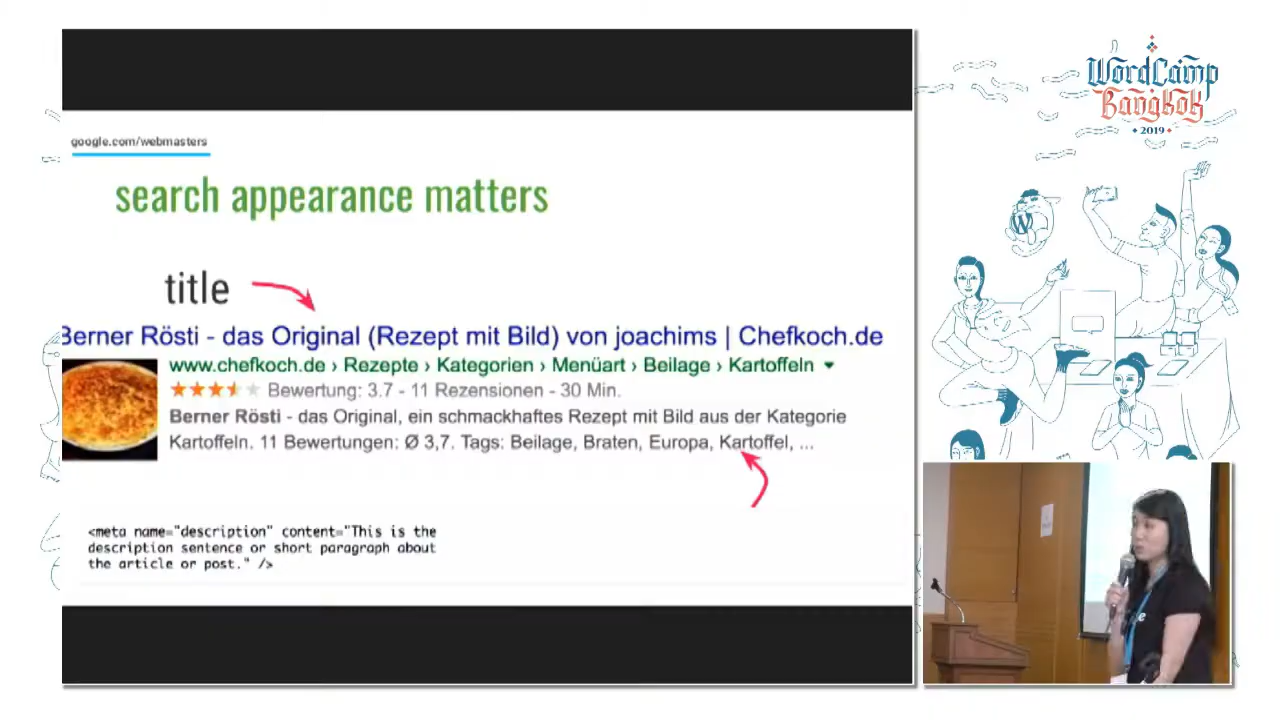 google.com/webmasters
search appearance matters
title
Berner Rösti - das Original (Rezept mit Bild) von joachims | Chefkoch.de
www.chefkoch.de › Rezepte › Kategorien › Menüart › Beilage › Kartoffeln
Bewertung: 3.7 - 11 Rezensionen - 30 Min.
Berner Rösti - das Original, ein schmackhaftes Rezept mit Bild aus der Kategorie
Kartoffeln. 11 Bewertungen: Ø 3,7. Tags: Beilage, Braten, Europa, Kartoffel, ...
<meta name="description" content="This is the
description sentence or short paragraph about
the article or post." />
WordCamp
Bangkok
2019